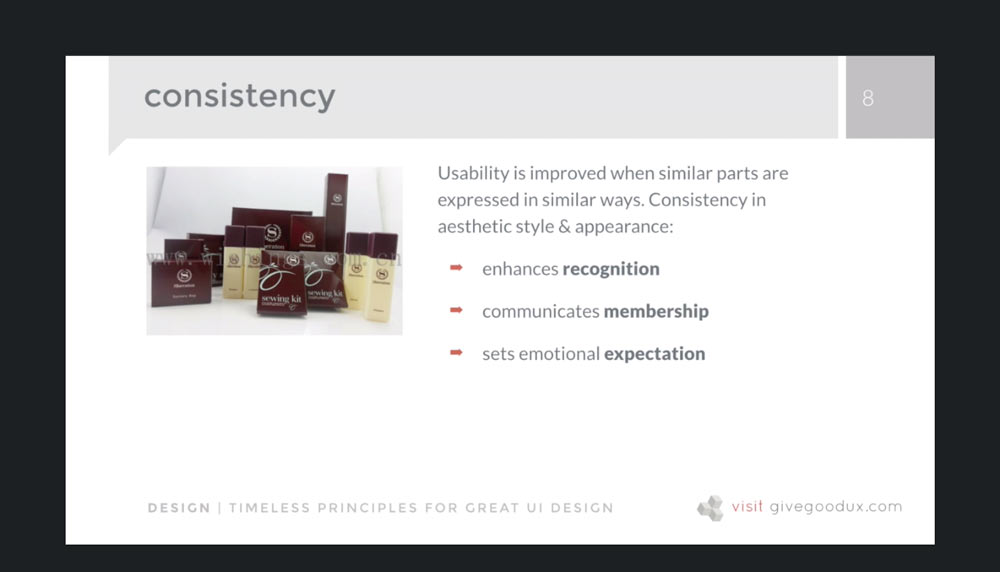 consistency
8
Usability is improved when similar parts are
expressed in similar ways. Consistency in
aesthetic style & appearance:
➡ enhances recognition
➡ communicates membership
➡ sets emotional expectation
S
Sheraton
sewing kit
sewing kit
DESIGN | TIMELESS PRINCIPLES FOR GREAT UI DESIGN
visit givegoodux.com